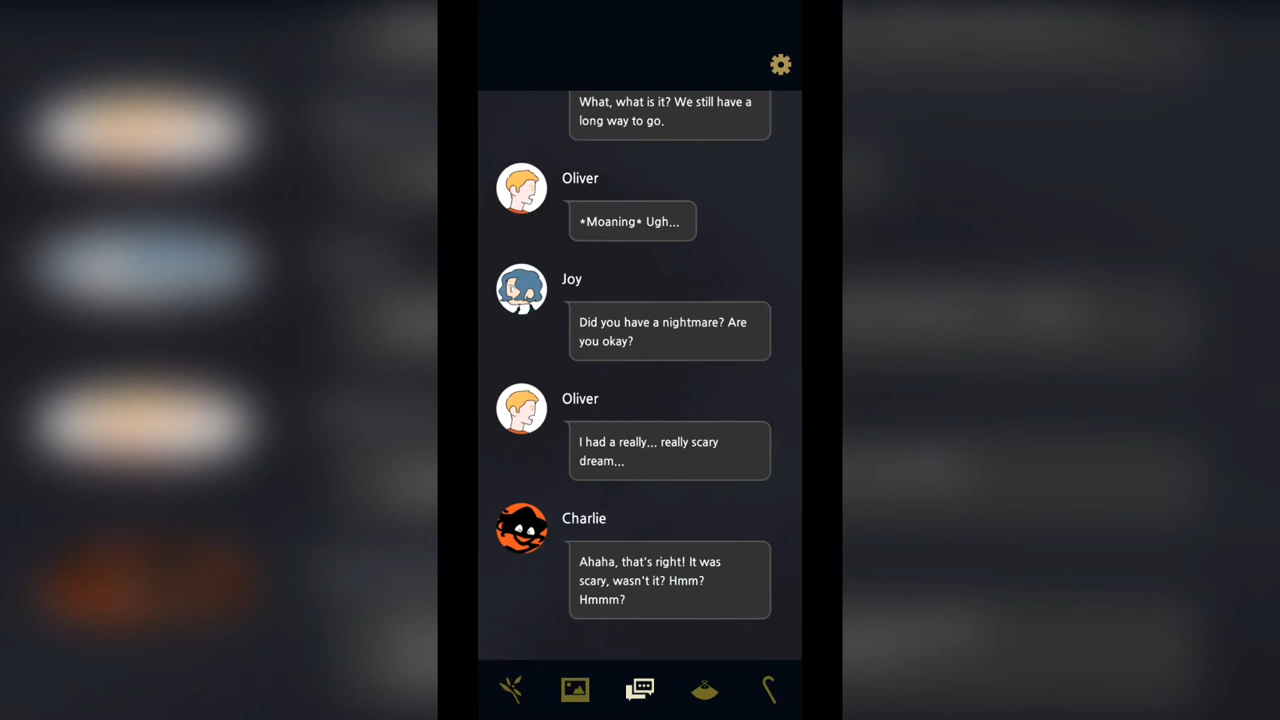 What, what is it? We still have a
long way to go.
Oliver
*Moaning* Ugh...
Joy
Did you have a nightmare? Are
you okay?
Oliver
I had a really... really scary
dream...
Charlie
Ahaha, that's right! It was
scary, wasn't it? Hmm?
Hmmm?